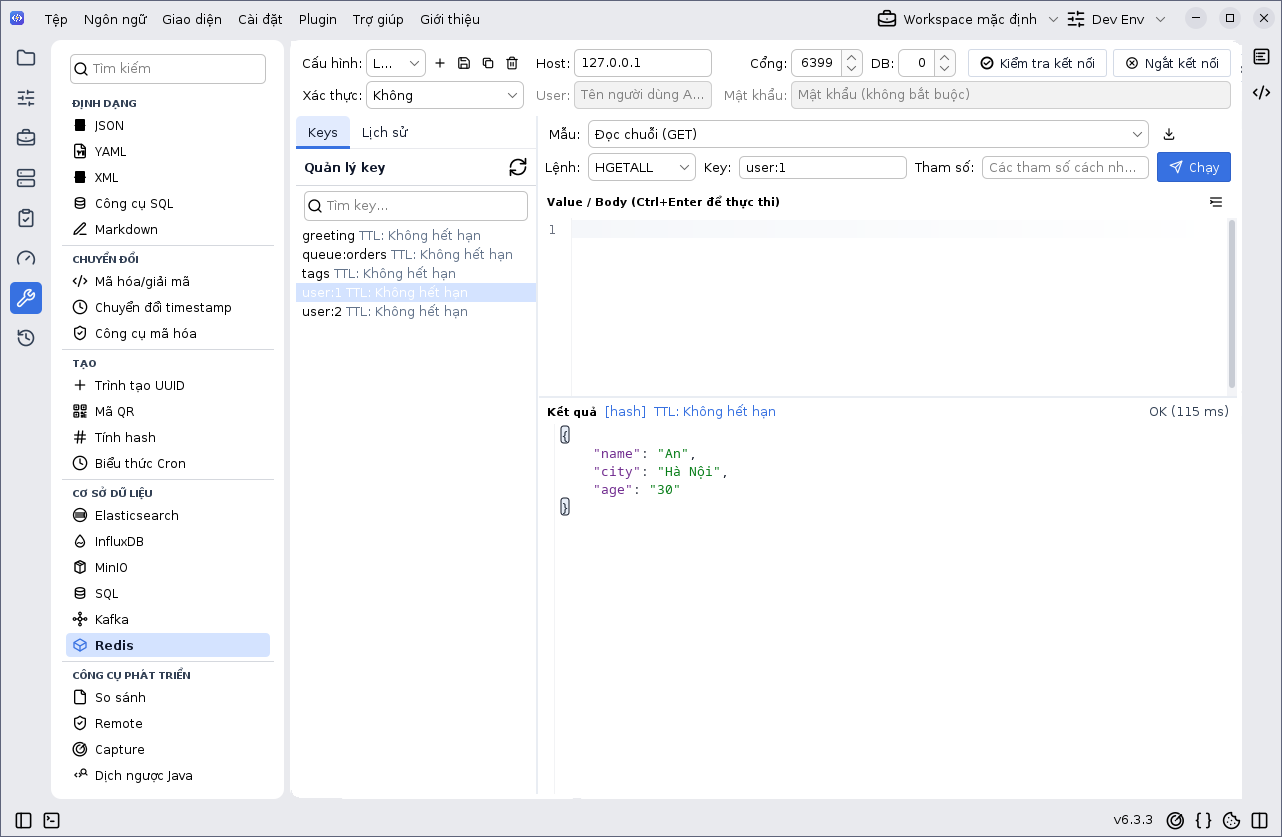 Tệp Ngôn ngữ Giao diện Cài đặt Plugin Trợ giúp Giới thiệu Workspace mặc định Dev Env
Tìm kiếm
ĐỊNH DẠNG
JSON
YAML
XML
Công cụ SQL
Markdown
CHUYỂN ĐỔI
Mã hóa/giải mã
Chuyển đổi timestamp
Công cụ mã hóa
TẠO
Trình tạo UUID
Mã QR
Tính hash
Biểu thức Cron
CƠ SỞ DỮ LIỆU
Elasticsearch
InfluxDB
MinIO
SQL
Kafka
Redis
CÔNG CỤ PHÁT TRIỂN
So sánh
Remote
Capture
Dịch ngược Java
Cấu hình: L... Host: 127.0.0.1 Cổng: 6399 DB: 0 Kiểm tra kết nối Ngắt kết nối
Xác thực: Không User: Tên người dùng A... Mật khẩu: Mật khẩu (không bắt buộc)
Keys Lịch sử
Quản lý key
Tìm key...
greeting TTL: Không hết hạn
queue:orders TTL: Không hết hạn
tags TTL: Không hết hạn
user:1 TTL: Không hết hạn
user:2 TTL: Không hết hạn
Mẫu: Đọc chuỗi (GET)
Lệnh: HGETALL Key: user:1 Tham số: Các tham số cách nh... Chạy
Value / Body (Ctrl+Enter để thực thi)
1
Kết quả [hash] TTL: Không hết hạn OK (115 ms)
{
"name": "An",
"city": "Hà Nội",
"age": "30"
}
v6.3.3